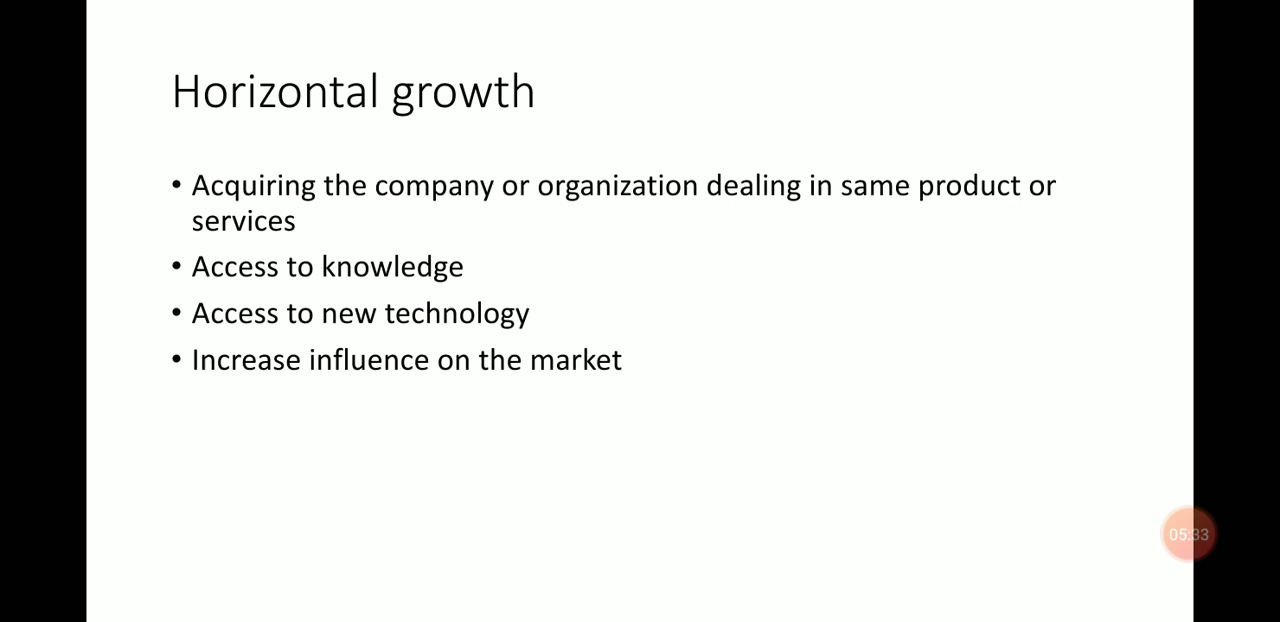 Horizontal growth
• Acquiring the company or organization dealing in same product or
services
• Access to knowledge
• Access to new technology
• Increase influence on the market
05:33